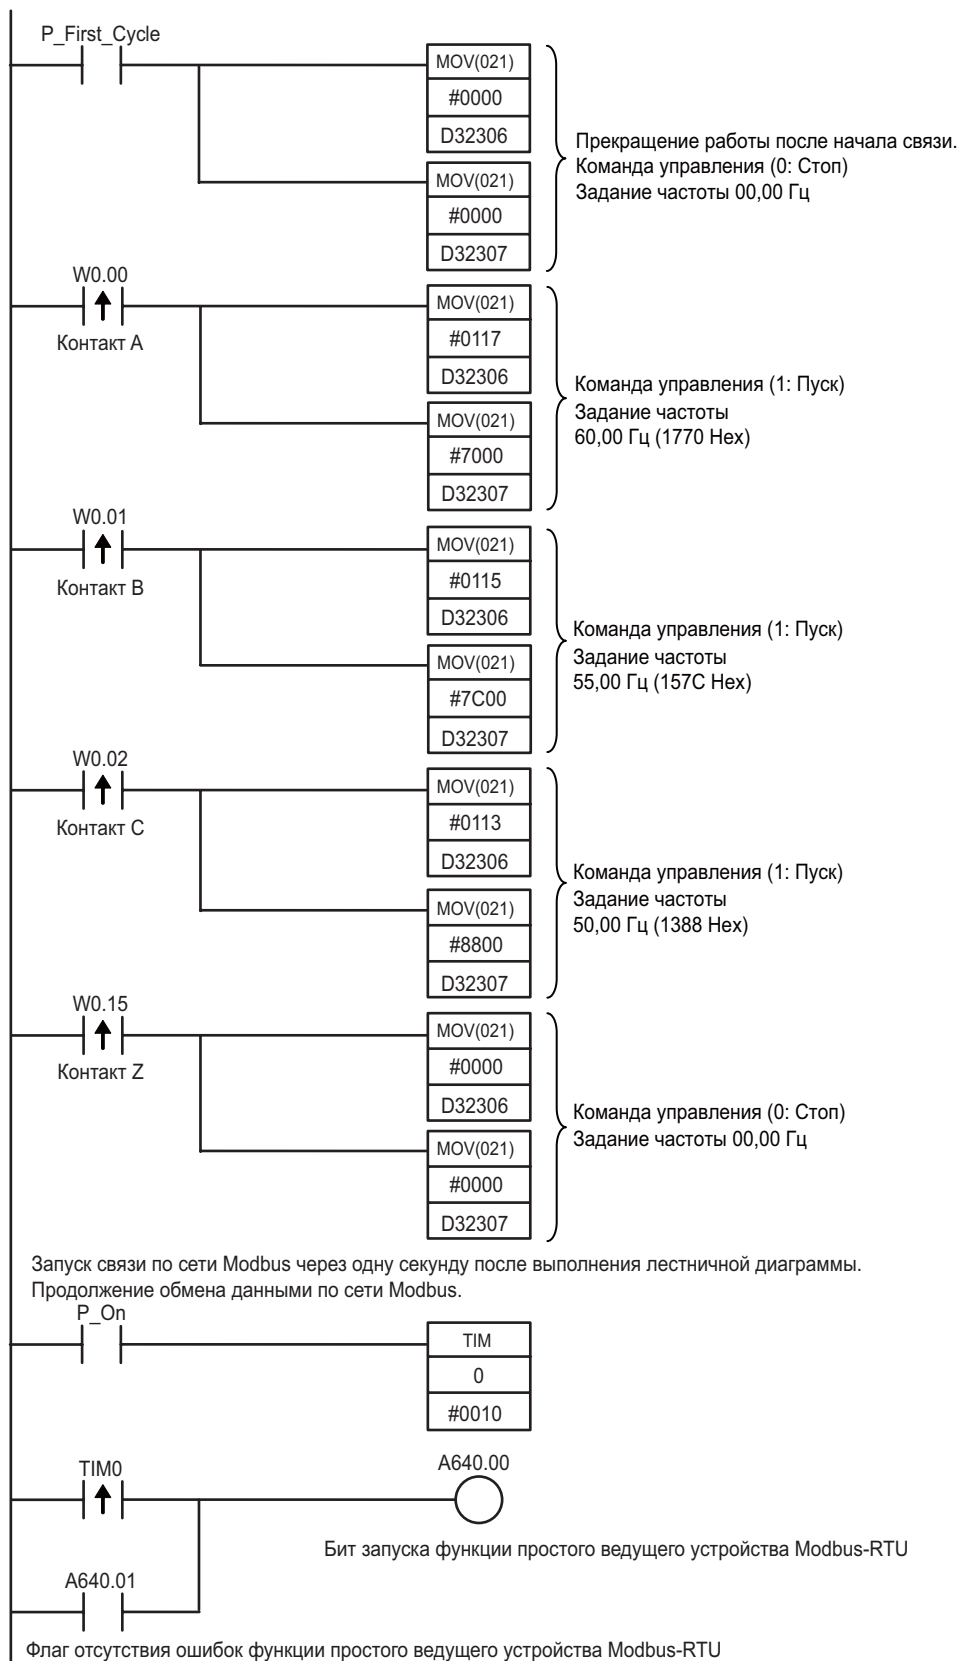 P_First_Cycle
MOV(021)
#0000
D32306
MOV(021)
#0000
D32307
Прекращение работы после начала связи.
Команда управления (0: Стоп)
Задание частоты 00,00 Гц
W0.00
Контакт A
MOV(021)
#0117
D32306
MOV(021)
#7000
D32307
Команда управления (1: Пуск)
Задание частоты
60,00 Гц (1770 Hex)
W0.01
Контакт B
MOV(021)
#0115
D32306
MOV(021)
#7C00
D32307
Команда управления (1: Пуск)
Задание частоты
55,00 Гц (157C Hex)
W0.02
Контакт C
MOV(021)
#0113
D32306
MOV(021)
#8800
D32307
Команда управления (1: Пуск)
Задание частоты
50,00 Гц (1388 Hex)
W0.15
Контакт Z
MOV(021)
#0000
D32306
MOV(021)
#0000
D32307
Команда управления (0: Стоп)
Задание частоты 00,00 Гц
Запуск связи по сети Modbus через одну секунду после выполнения лестничной диаграммы.
Продолжение обмена данными по сети Modbus.
P_On
TIM
0
#0010
TIM0
A640.00
Бит запуска функции простого ведущего устройства Modbus-RTU
A640.01
Флаг отсутствия ошибок функции простого ведущего устройства Modbus-RTU